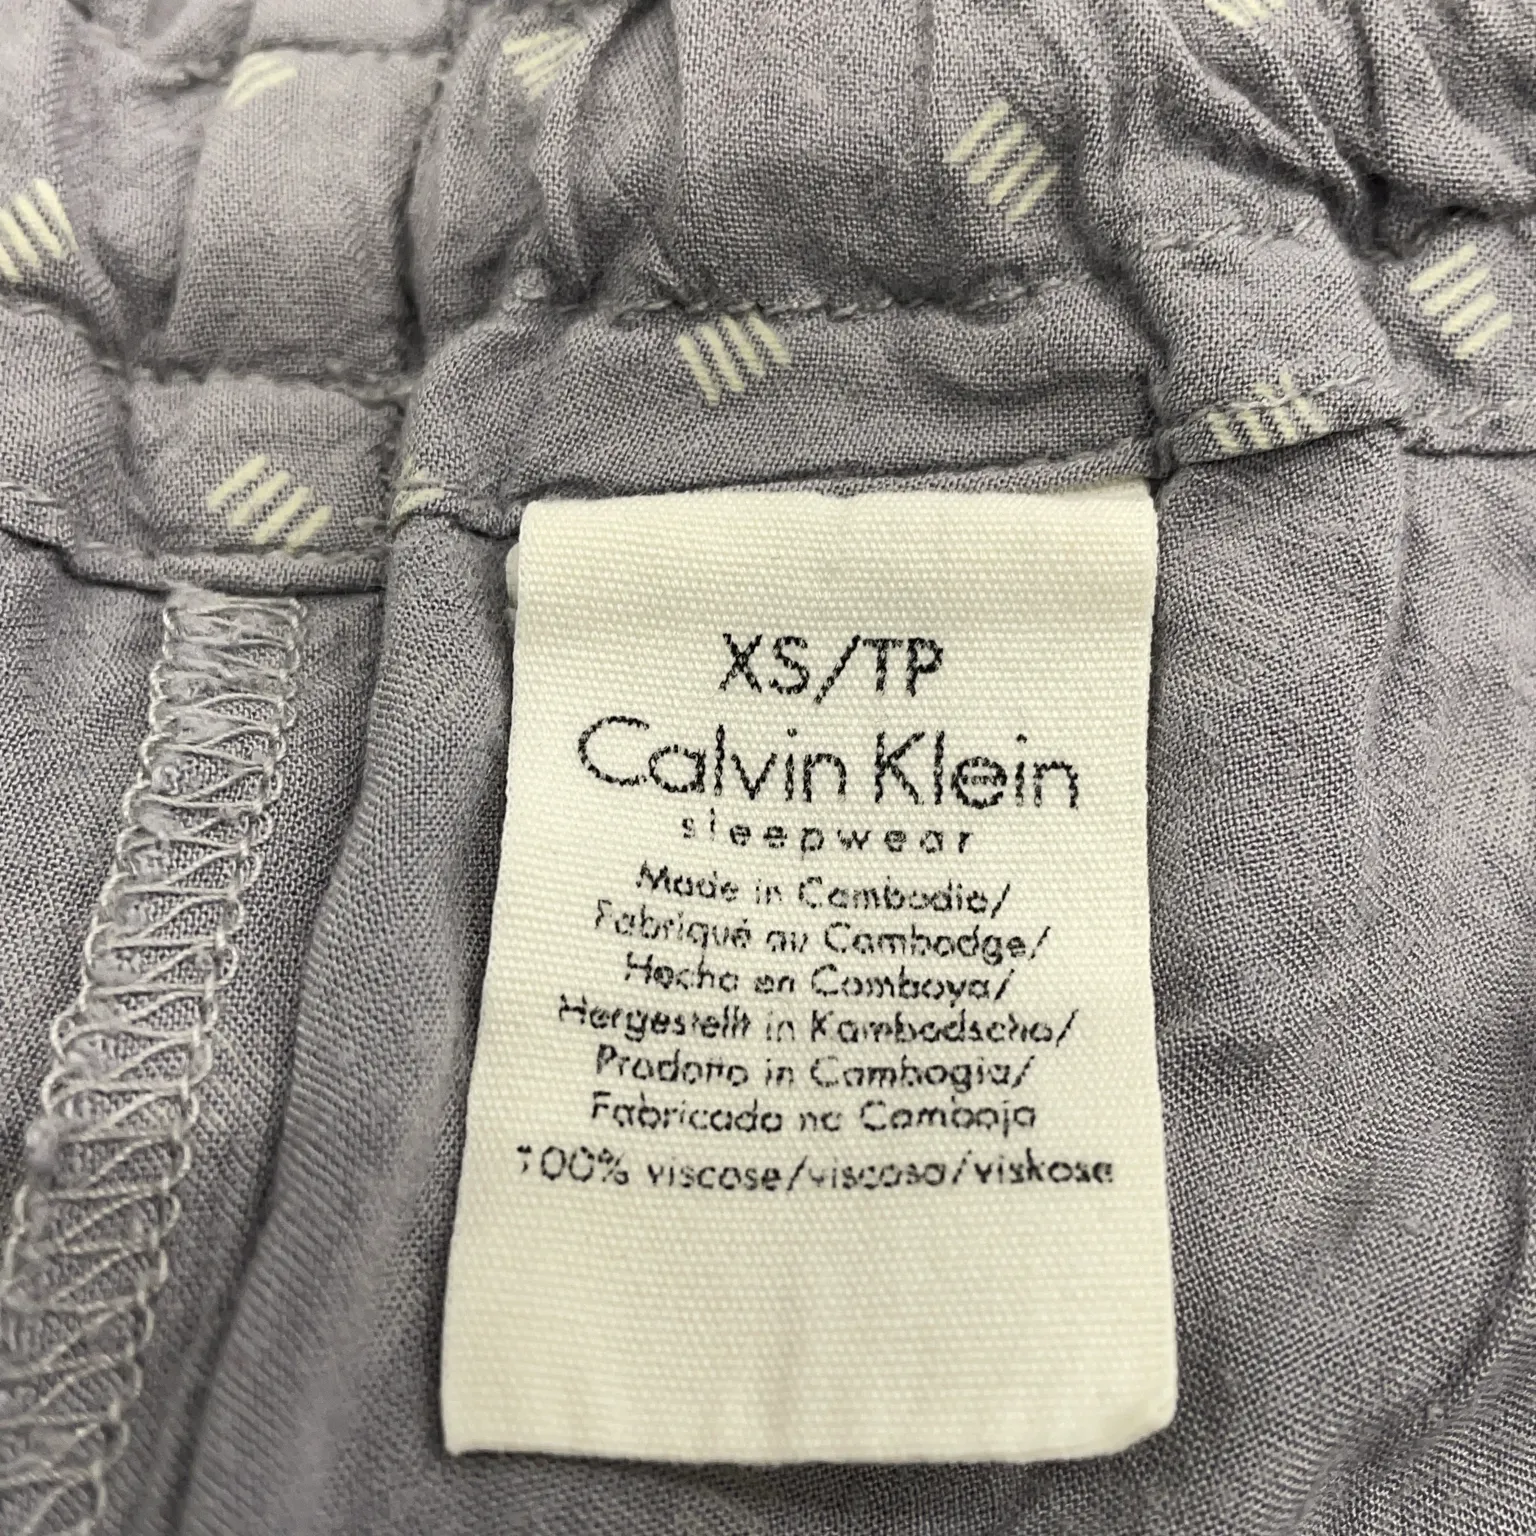 XS/TP
Calvin Klein
sleepwear
Made in Cambodia/
Fabriqué au Cambodge/
Hecho en Camboya/
Hergestellt in Kambodscha/
Prodotto in Cambogia/
Fabricado no Camboja
100% viscose/viscosa/viskose